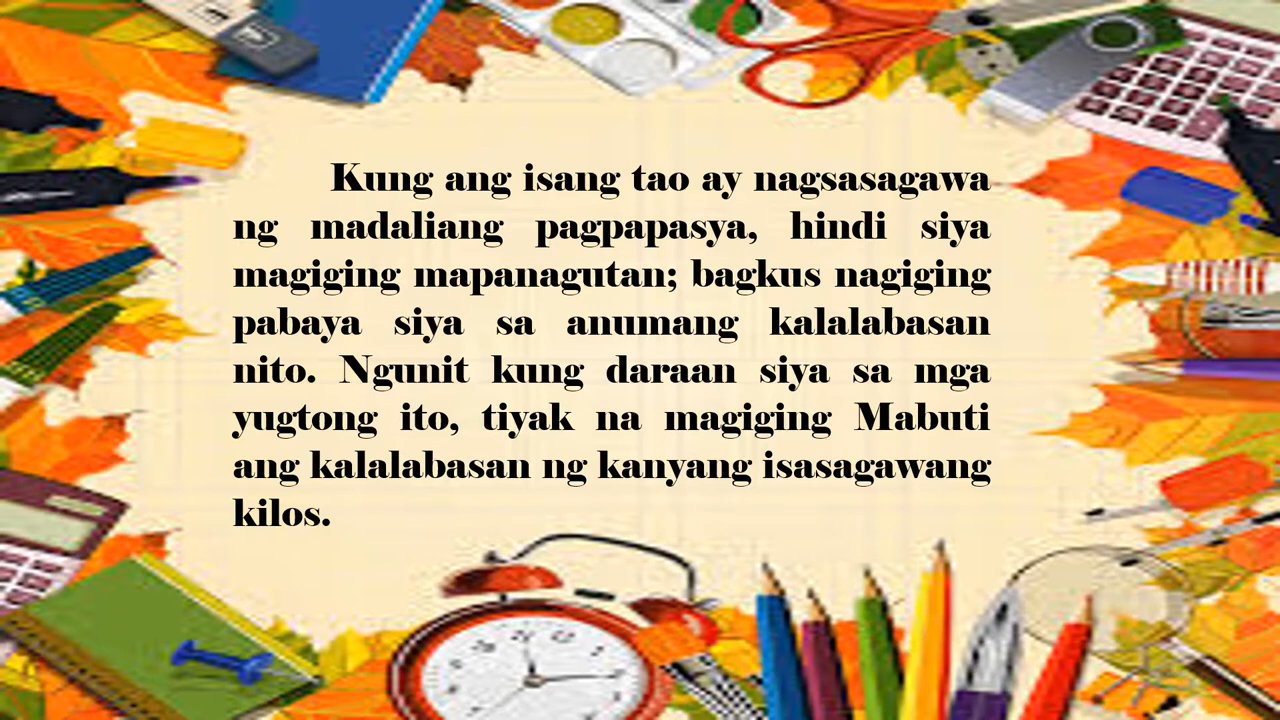 Kung ang isang tao ay nagsasagawa
ng madaliang pagpapasya, hindi siya
magiging mapanagutan; bagkus nagiging
pabaya siya sa anumang kalalabasan
nito. Ngunit kung daraan siya sa mga
yugtong ito, tiyak na magiging Mabuti
ang kalalabasan ng kanyang isasagawang
kilos.